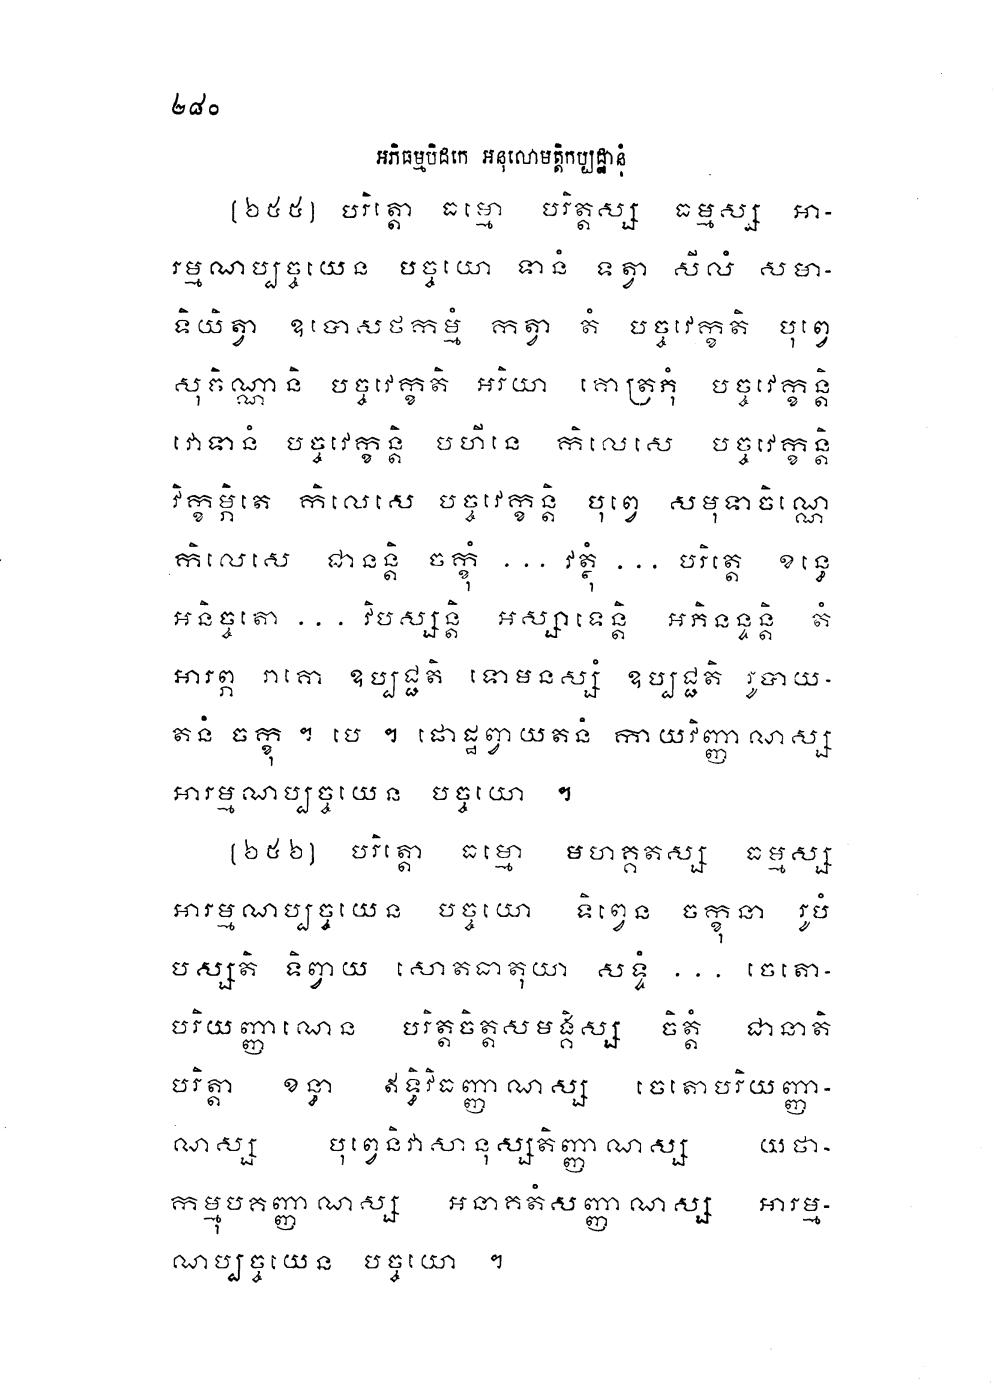 ២៨០
អភិធម្មបិដកេ អនុលោមត្តិកប្បដ្ឋានំ
[២៥៥] បរិត្តោ ធម្មោ បរិត្តស្ស ធម្មស្ស អា-
រម្មណប្បច្ចយេន បច្ចយោ ទានំ ទត្វា សីលំ សមា-
ទិយិត្វា ឧបោសថកម្មំ កត្វា តំ បច្ចវេក្ខតិ បុព្វេ
សុចិណ្ណានិ បច្ចវេក្ខតិ អរិយា គោត្រភុំ បច្ចវេក្ខន្តិ
វោទានំ បច្ចវេក្ខន្តិ បហីនេ កិលេសេ បច្ចវេក្ខន្តិ
វិក្ខម្ភិតេ កិលេសេ បច្ចវេក្ខន្តិ បុព្វេ សមុទាចិណ្ណេ
កិលេសេ ជានន្តិ ចក្ខុំ ... វត្ថុំ ... បរិត្តេ ខន្ធេ
អនិច្ចតោ ... វិបស្សន្តិ អស្សាទេន្តិ អភិនន្ទន្តិ តំ
អារព្ភ រាគោ ឧប្បជ្ជតិ ទោមនស្សំ ឧប្បជ្ជតិ រូបាយ-
តនំ ចក្ខុ ។ បេ ។ ផោដ្ឋព្វាយតនំ កាយវិញ្ញាណស្ស
អារម្មណប្បច្ចយេន បច្ចយោ ។
[២៥៦] បរិត្តោ ធម្មោ មហគ្គតស្ស ធម្មស្ស
អារម្មណប្បច្ចយេន បច្ចយោ ទិព្វេន ចក្ខុនា រូបំ
បស្សតិ ទិព្វាយ សោតធាតុយា សទ្ទំ ... ចេតោ-
បរិយញ្ញាណេន បរិត្តចិត្តសមង្គិស្ស ចិត្តំ ជានាតិ
បរិត្តា ខន្ធា ឥទ្ធិវិធញ្ញាណស្ស ចេតោបរិយញ្ញា-
ណស្ស បុព្វេនិវាសានុស្សតិញ្ញាណស្ស យថា-
កម្មុបគញ្ញាណស្ស អនាគតំសញ្ញាណស្ស អារម្ម-
ណប្បច្ចយេន បច្ចយោ ។